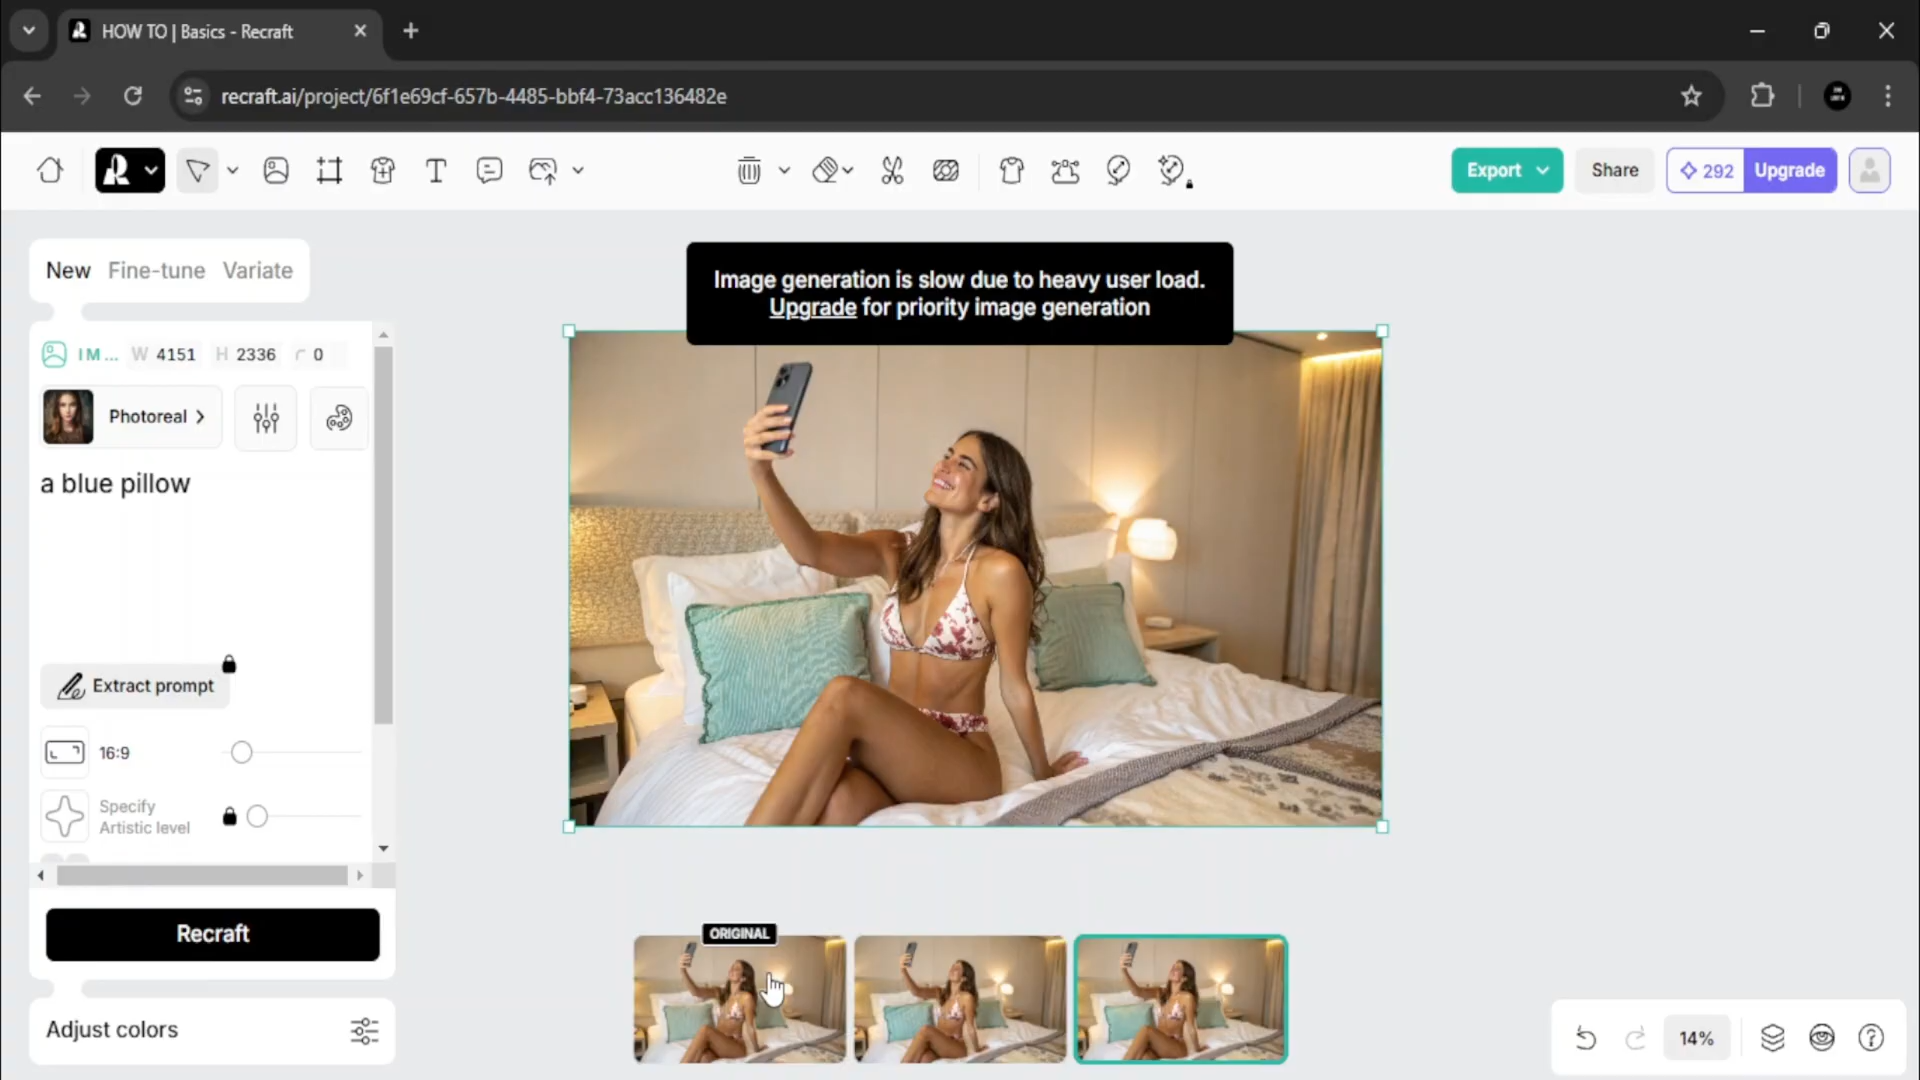 HOW TO | Basics - Recraft
recraft.ai/project/6f1e69cf-657b-4485-bbf4-73acc136482e
Export
Share
292
Upgrade
New
Fine-tune
Variate
Image generation is slow due to heavy user load.
Upgrade for priority image generation
I M ...
W 4151
H 2336
0
Photoreal
a blue pillow
Extract prompt
16:9
Specify
Artistic level
Recraft
ORIGINAL
Adjust colors
14%